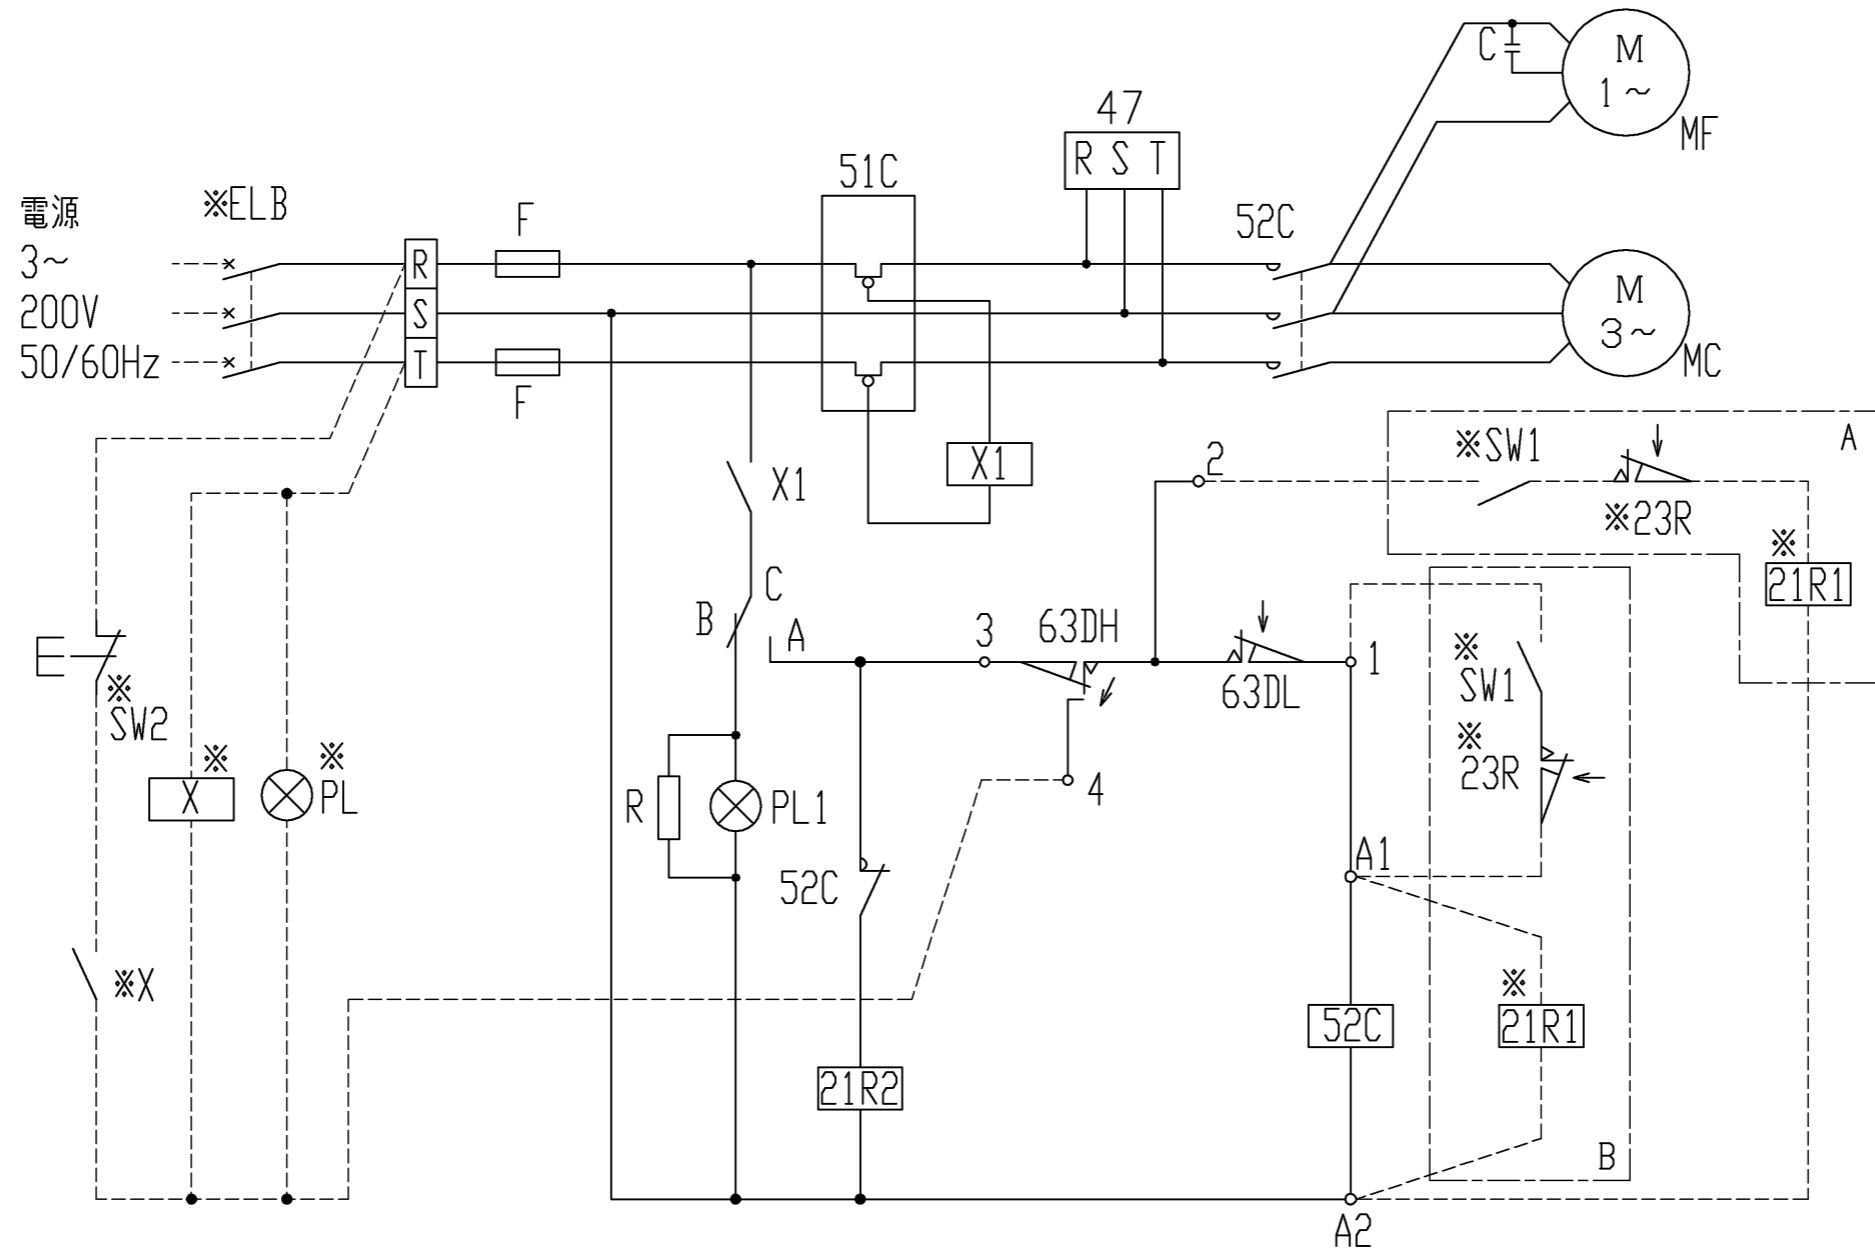 M
1～
MF
C
47
R S T
51C
52C
電源
3～
200V
50/60Hz
※ELB
F
R
S
T
F
M
3～
MC
X1
X1
2
※SW1
※23R
A
※
21R1
B
C
A
3
63DH
63DL
1
※
SW1
※
23R
※
SW2
※
X
※
PL
R
PL1
4
52C
A1
※X
52C
※
21R1
21R2
B
A2